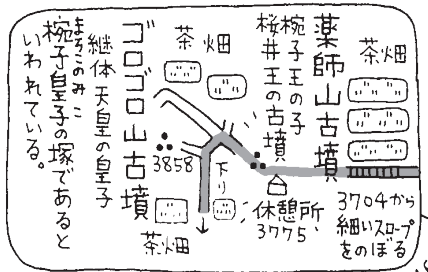 茶畑
薬師山古墳
椀子王の子
桜井王の古墳
茶畑
ゴロゴロ山古墳
継体天皇の皇子
まろこのみこ
椀子皇子の塚であると
いわれている。
3858
下り
休憩所
3775
3704から
細いスロープ
をのぼる
茶畑